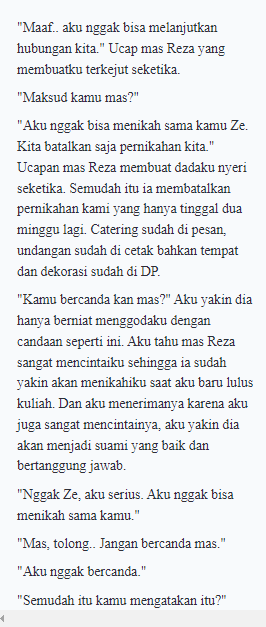 "Maaf.. aku nggak bisa melanjutkan
hubungan kita." Ucap mas Reza yang
membuatku terkejut seketika.
"Maksud kamu mas?"
"Aku nggak bisa menikah sama kamu Ze.
Kita batalkan saja pernikahan kita."
Ucapan mas Reza membuat dadaku nyeri
seketika. Semudah itu ia membatalkan
pernikahan kami yang hanya tinggal dua
minggu lagi. Catering sudah di pesan,
undangan sudah di cetak bahkan tempat
dan dekorasi sudah di DP.
"Kamu bercanda kan mas?" Aku yakin dia
hanya berniat menggodaku dengan
candaan seperti ini. Aku tahu mas Reza
sangat mencintaiku sehingga ia sudah
yakin akan menikahiku saat aku baru lulus
kuliah. Dan aku menerimanya karena aku
juga sangat mencintainya, aku yakin dia
akan menjadi suami yang baik dan
bertanggung jawab.
"Nggak Ze, aku serius. Aku nggak bisa
menikah sama kamu."
"Mas, tolong.. Jangan bercanda mas."
"Aku nggak bercanda."
"Semudah itu kamu mengatakan itu?"